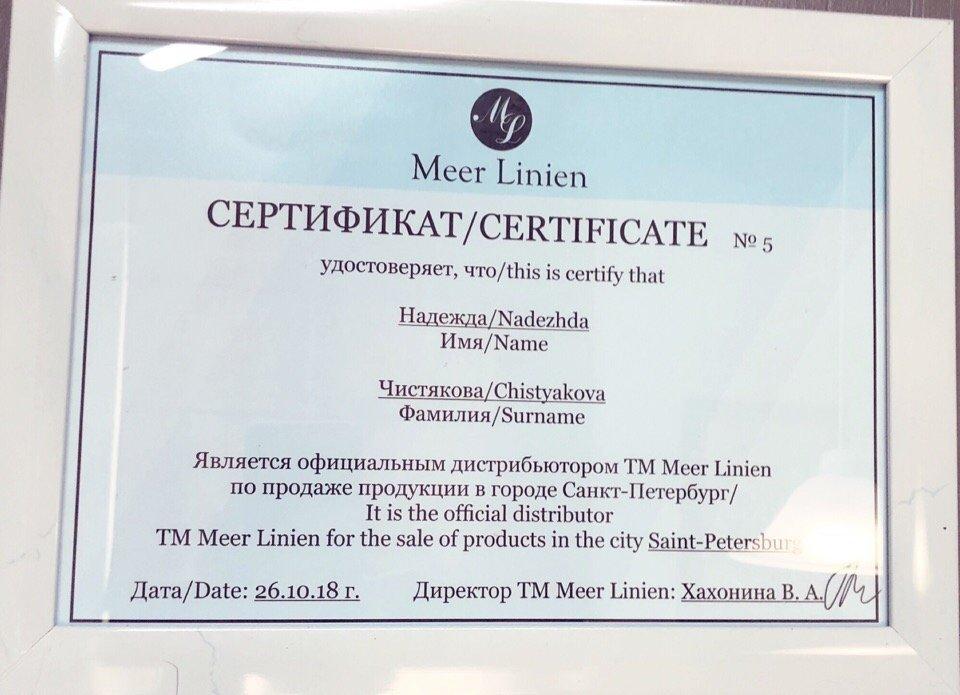 ML
Meer Linien
СЕРТИФИКАТ/CERTIFICATE № 5
удостоверяет, что/this is certify that
Надежда/Nadezhda
Имя/Name
Чистякова/Chistyakova
Фамилия/Surname
Является официальным дистрибьютором ТМ Meer Linien
по продаже продукции в городе Санкт-Петербург/
It is the official distributor
TM Meer Linien for the sale of products in the city Saint-Petersburg
Дата/Date: 26.10.18 г. Директор ТМ Meer Linien: Хахонина В. А.